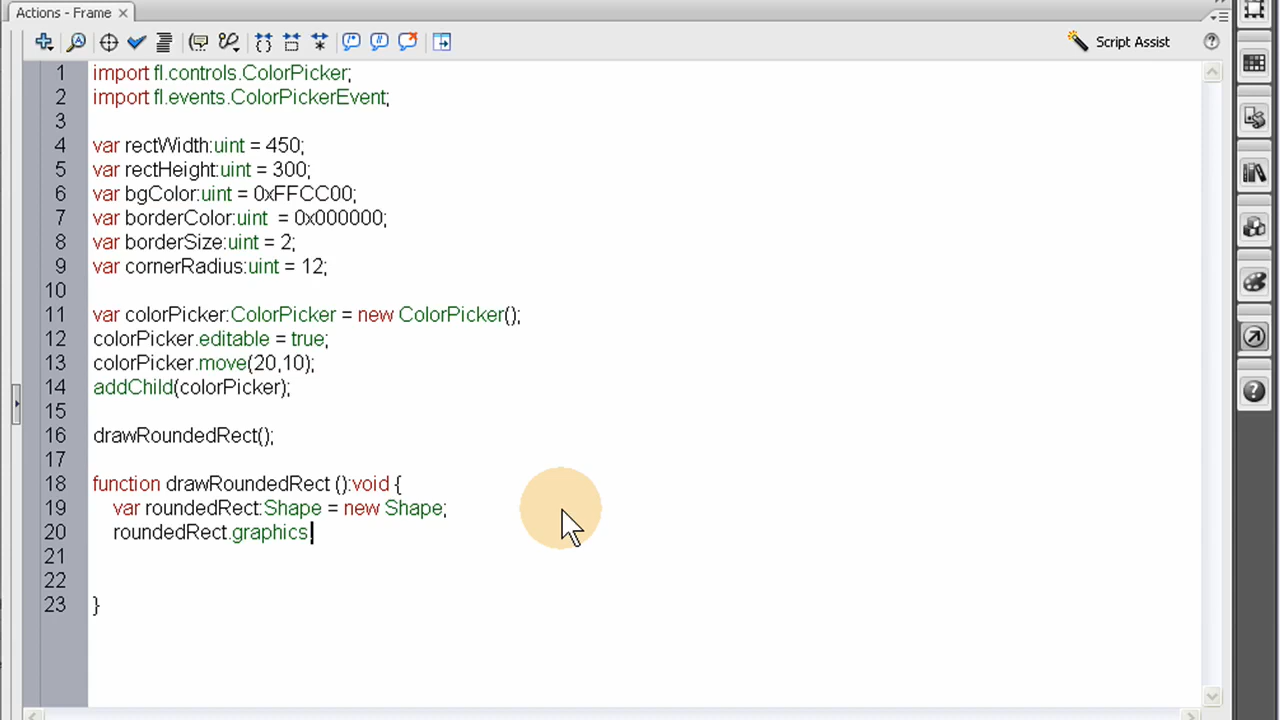 Actions - Frame
Script Assist
1 import fl.controls.ColorPicker;
2 import fl.events.ColorPickerEvent;
3
4 var rectWidth:uint = 450;
5 var rectHeight:uint = 300;
6 var bgColor:uint = 0xFFCC00;
7 var borderColor:uint  = 0x000000;
8 var borderSize:uint = 2;
9 var cornerRadius:uint = 12;
10
11 var colorPicker:ColorPicker = new ColorPicker();
12 colorPicker.editable = true;
13 colorPicker.move(20,10);
14 addChild(colorPicker);
15
16 drawRoundedRect();
17
18 function drawRoundedRect ():void {
19     var roundedRect:Shape = new Shape;
20     roundedRect.graphics
21
22
23 }